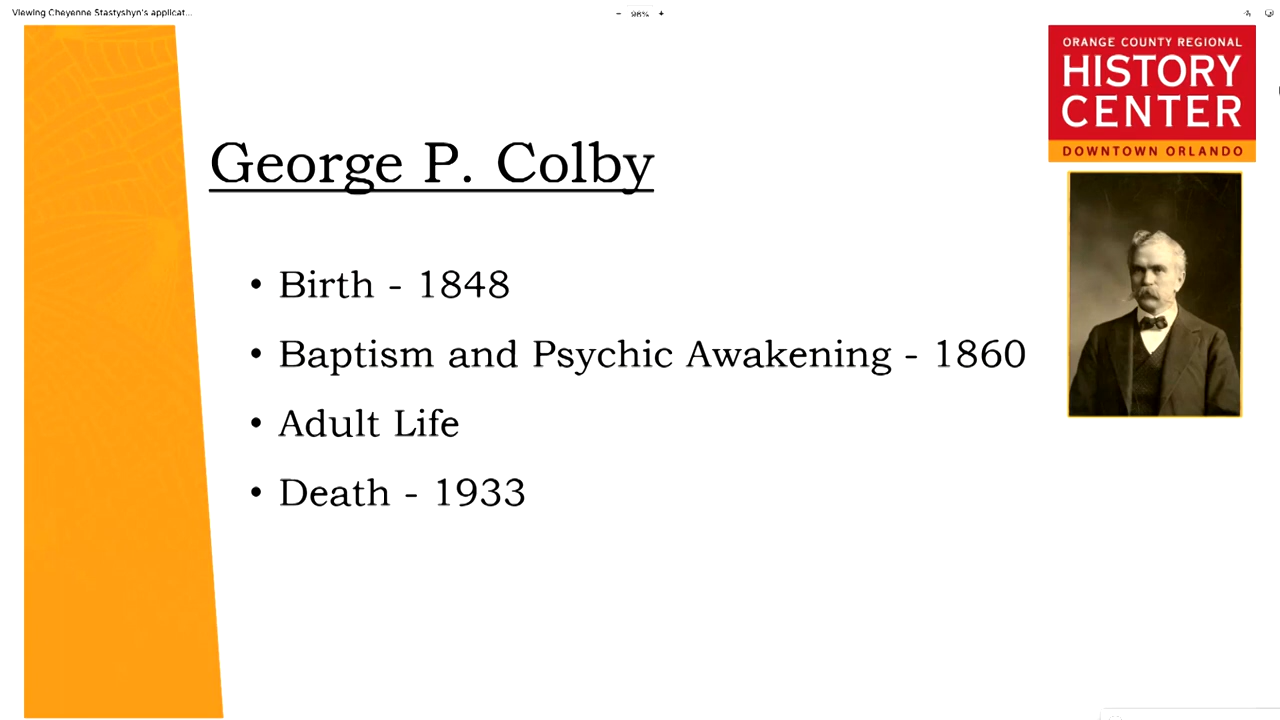 Viewing Cheyenne Stastyshyn's applicat...
− 98% +
ORANGE COUNTY REGIONAL
HISTORY
CENTER
DOWNTOWN ORLANDO
George P. Colby
• Birth - 1848
• Baptism and Psychic Awakening - 1860
• Adult Life
• Death - 1933